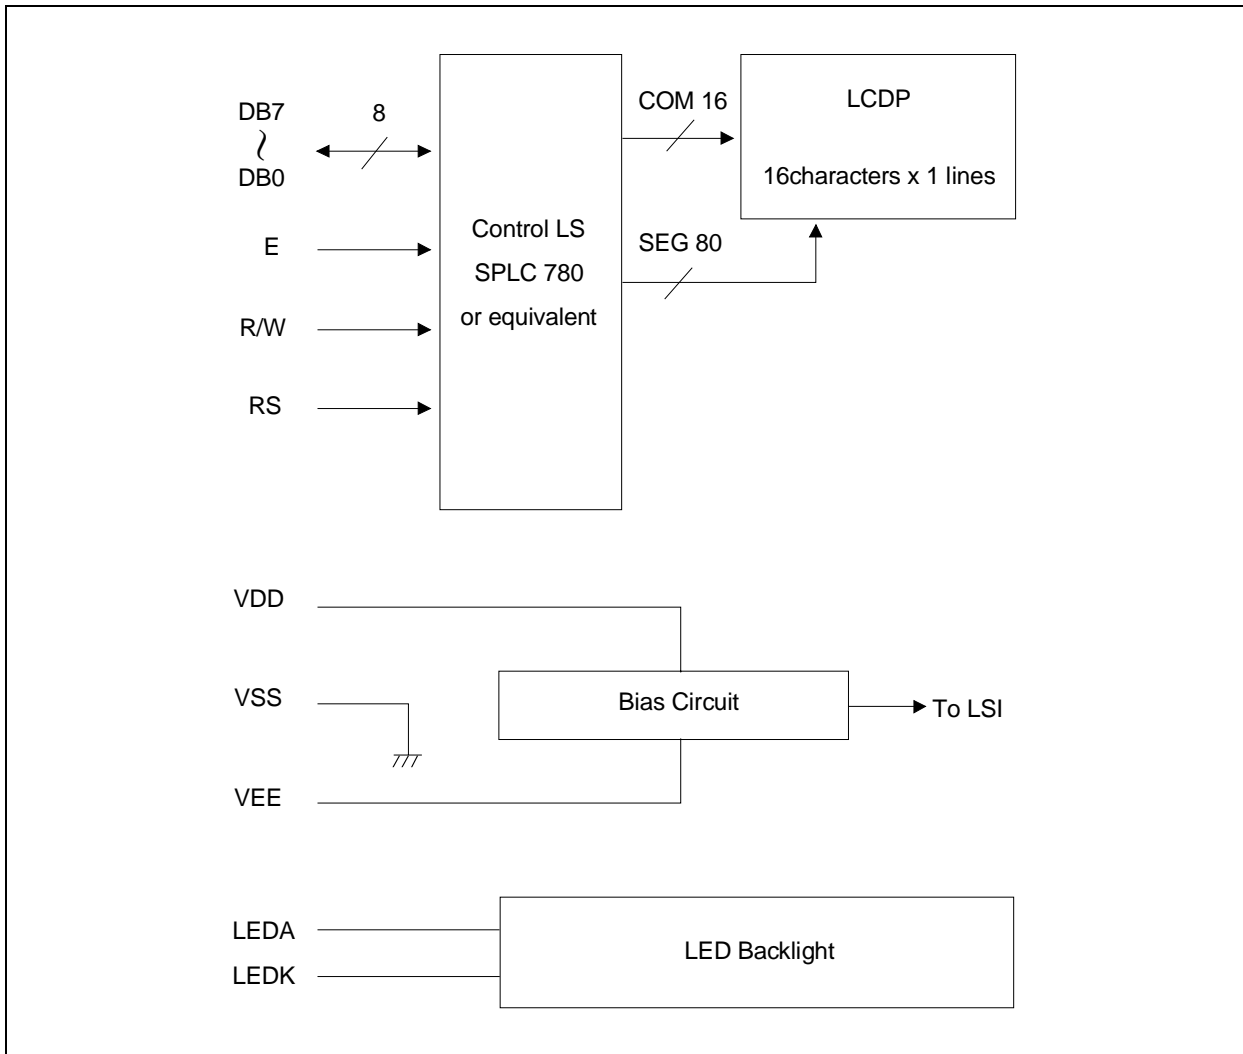 DB7
~
DB0
8
E
R/W
RS
Control LS
SPLC 780
or equivalent
COM 16
SEG 80
LCDP
16characters x 1 lines
VDD
VSS
VEE
Bias Circuit
To LSI
LEDA
LEDK
LED Backlight